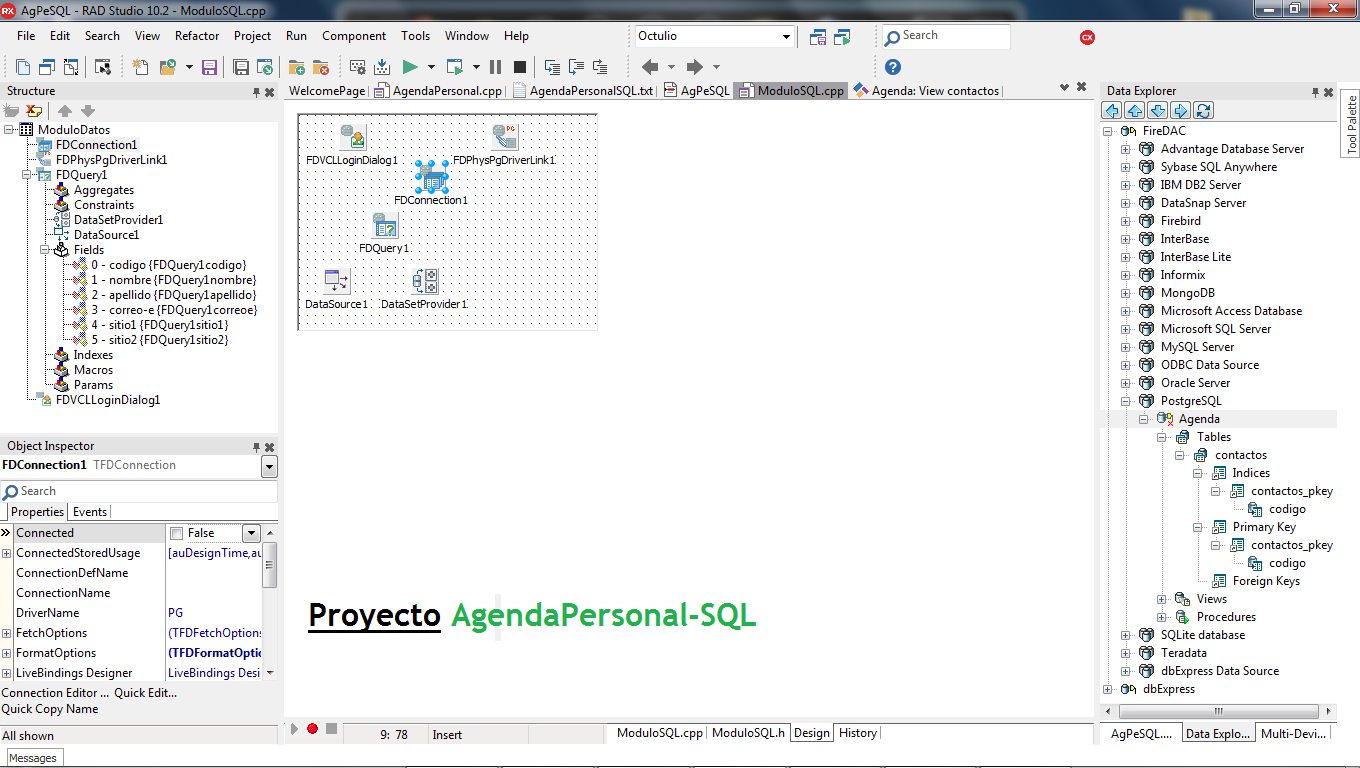 AgPeSQL - RAD Studio 10.2 - ModuloSQL.cpp
File Edit Search View Refactor Project Run Component Tools Window Help
Octulio
Search
Structure
ModuloDatos
FDConnection1
FDPhysPgDriverLink1
FDQuery1
Aggregates
Constraints
DataSetProvider1
DataSource1
Fields
0 - codigo {FDQuery1codigo}
1 - nombre {FDQuery1nombre}
2 - apellido {FDQuery1apellido}
3 - correo-e {FDQuery1correoe}
4 - sitio1 {FDQuery1sitio1}
5 - sitio2 {FDQuery1sitio2}
Indexes
Macros
Params
FDVCLLoginDialog1
Object Inspector
FDConnection1 TFDConnection
Search
Properties Events
Connected False
ConnectedStoredUsage [auDesignTime,au
ConnectionDefName
ConnectionName
DriverName PG
FetchOptions (TFDFetchOptions
FormatOptions (TFDFormatOptio
LiveBindings Designer LiveBindings Desi
Connection Editor ... Quick Edit...
Quick Copy Name
All shown
Messages
WelcomePage AgendaPersonal.cpp AgendaPersonalSQL.txt AgPeSQL ModuloSQL.cpp Agenda: View contactos
FDVCLLoginDialog1 FDPhysPgDriverLink1
PG
FDConnection1
FDQuery1
DataSource1 DataSetProvider1
Proyecto AgendaPersonal-SQL
9: 78 Insert
ModuloSQL.cpp ModuloSQL.h Design History
Data Explorer
FireDAC
Advantage Database Server
Sybase SQL Anywhere
IBM DB2 Server
DataSnap Server
Firebird
InterBase
InterBase Lite
Informix
MongoDB
Microsoft Access Database
Microsoft SQL Server
MySQL Server
ODBC Data Source
Oracle Server
PostgreSQL
Agenda
Tables
contactos
Indices
contactos_pkey
codigo
Primary Key
contactos_pkey
codigo
Foreign Keys
Views
Procedures
SQLite database
Teradata
dbExpress Data Source
dbExpress
AgPeSQL.... Data Explo... Multi-Devi...
Tool Palette
RX
CX